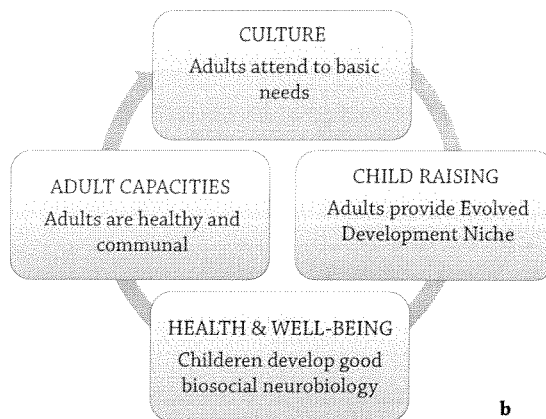 CULTURE
Adults attend to basic
needs
CHILD RAISING
Adults provide Evolved
Development Niche
HEALTH & WELL-BEING
Childeren develop good
biosocial neurobiology
ADULT CAPACITIES
Adults are healthy and
communal
b